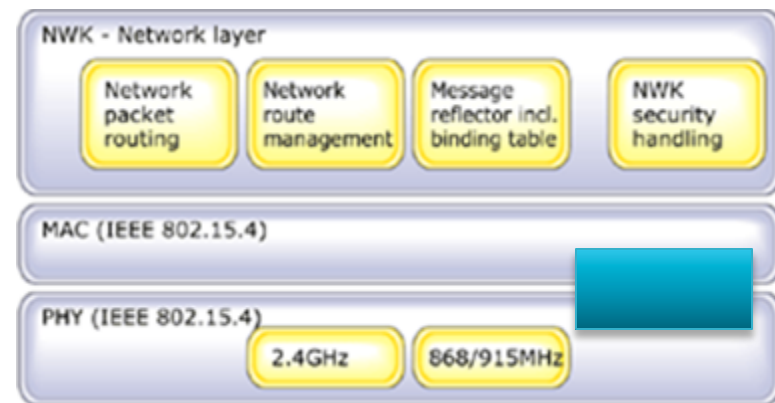 NWK - Network layer
Network
packet
routing
Network
route
management
Message
reflector incl.
binding table
NWK
security
handling
MAC (IEEE 802.15.4)
PHY (IEEE 802.15.4)
2.4GHz
868/915MHz